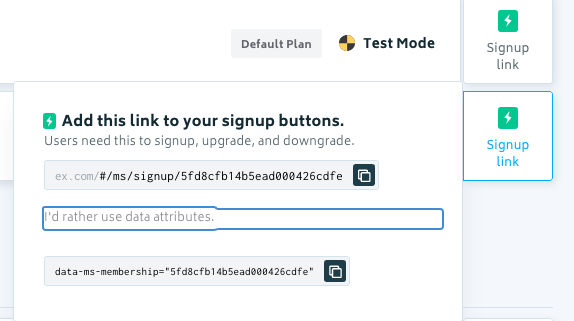 Default Plan
Test Mode
Signup
link
Add this link to your signup buttons.
Users need this to signup, upgrade, and downgrade.
ex.com/#/ms/signup/5fd8cfb14b5ead000426cdfe
I'd rather use data attributes.
data-ms-membership="5fd8cfb14b5ead000426cdfe"
Signup
link